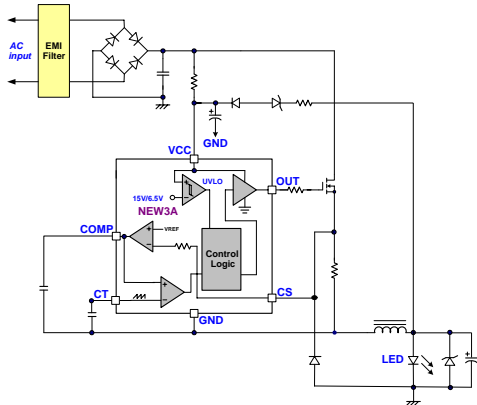 AC
input
EMI
Filter
GND
VCC
OUT
UVLO
15V/6.5V
NEW3A
COMP
VREF
Control
Logic
CT
CS
GND
LED